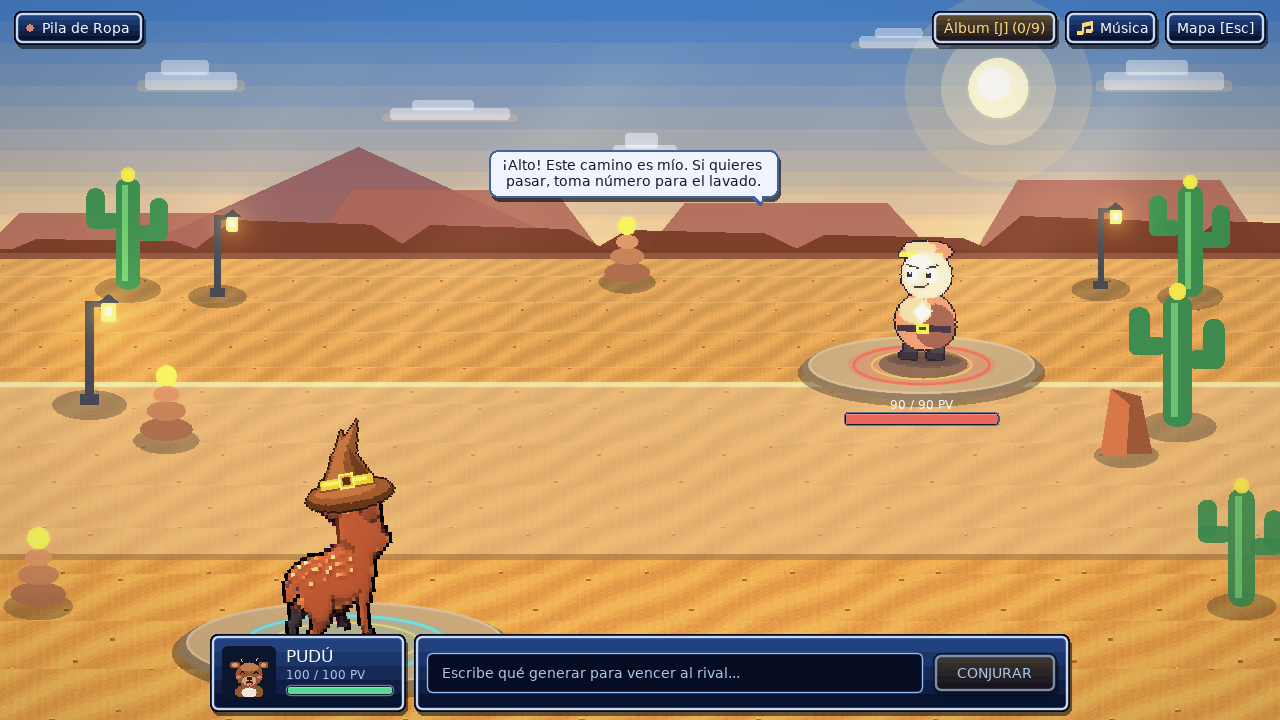 Pila de Ropa
Álbum [J] (0/9)
Música
Mapa [Esc]
¡Alto! Este camino es mío. Si quieres
pasar, toma número para el lavado.
90 / 90 PV
PUDÚ
100 / 100 PV
Escribe qué generar para vencer al rival...
CONJURAR